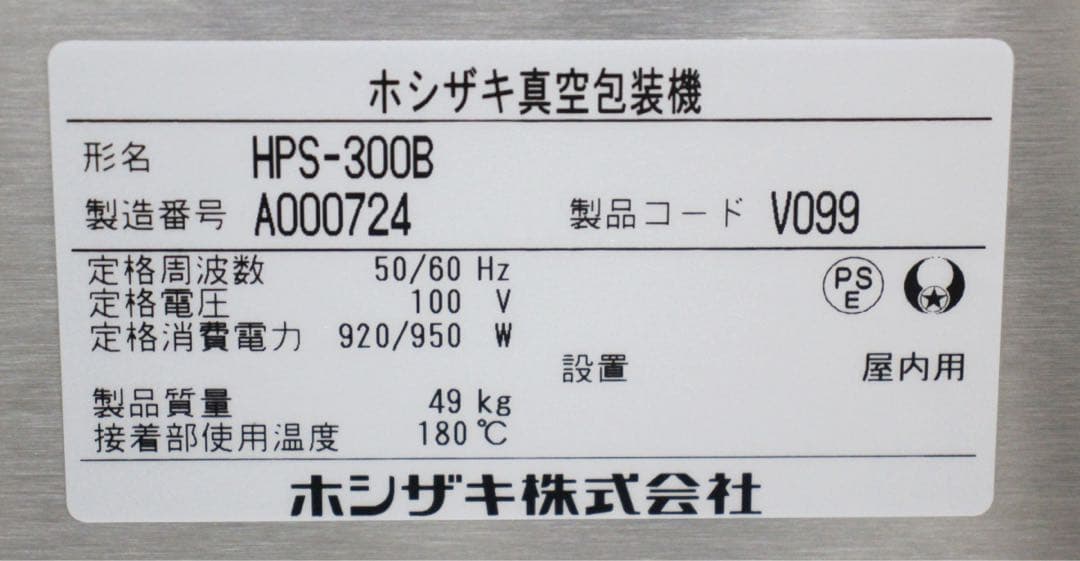 ホシザキ真空包装機
形名 HPS-300B
製造番号 A000724 製品コード V099
定格周波数 50/60 Hz
定格電圧 100 V
定格消費電力 920/950 W
PS
E
設置 屋内用
製品質量 49 kg
接着部使用温度 180 ℃
ホシザキ株式会社